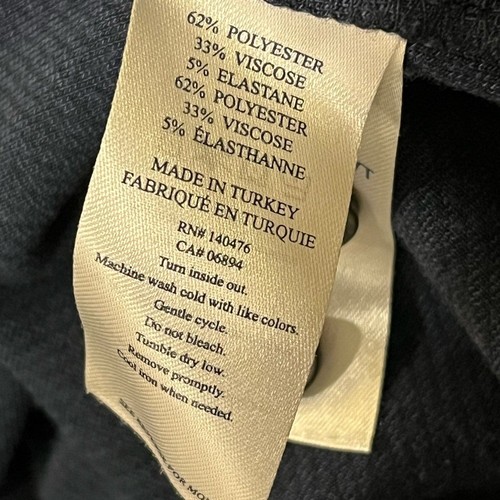 62% POLYESTER
33% VISCOSE
5% ELASTANE
62% POLYESTER
33% VISCOSE
5% ÉLASTHANNE
MADE IN TURKEY
FABRIQUÉ EN TURQUIE
RN# 140476
CA# 06894
Turn inside out.
Machine wash cold with like colors.
Gentle cycle.
Do not bleach.
Tumble dry low.
Remove promptly.
Cool iron when needed.
FOR